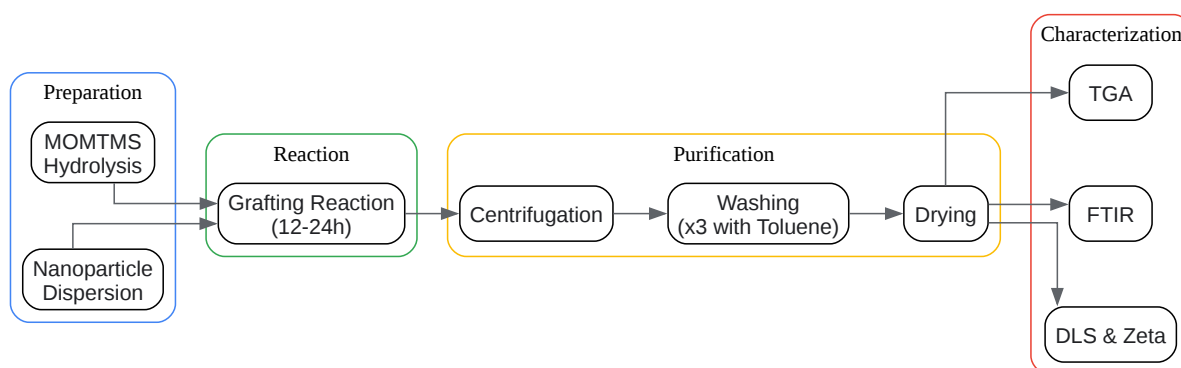 Preparation
MOMTMS
Hydrolysis
Nanoparticle
Dispersion
Reaction
Grafting Reaction
(12-24h)
Purification
Centrifugation
Washing
(x3 with Toluene)
Drying
Characterization
TGA
FTIR
DLS & Zeta